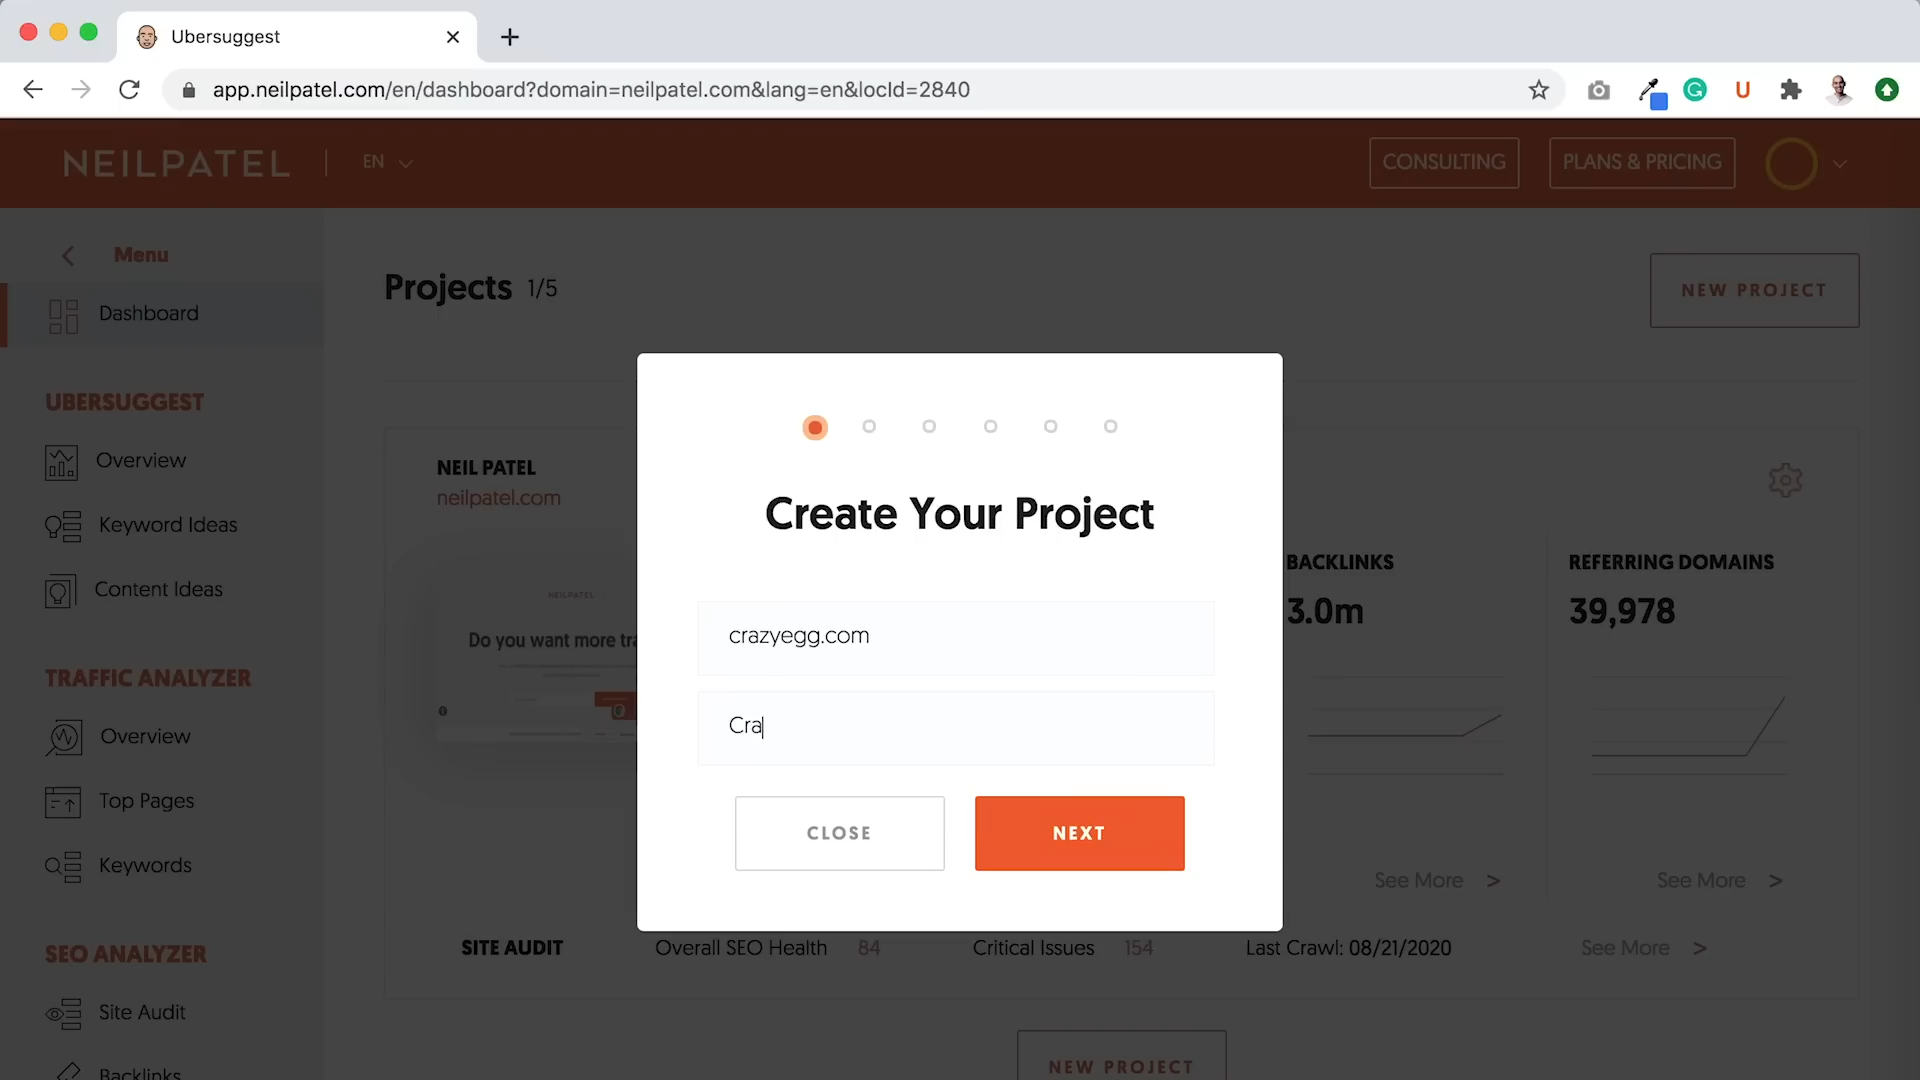 Ubersuggest
app.neilpatel.com/en/dashboard?domain=neilpatel.com&lang=en&locId=2840
NEILPATEL
EN
CONSULTING
PLANS & PRICING
Menu
Dashboard
UBERSUGGEST
Overview
Keyword Ideas
Content Ideas
TRAFFIC ANALYZER
Overview
Top Pages
Keywords
SEO ANALYZER
Site Audit
Backlinks
Projects 1/5
NEW PROJECT
NEIL PATEL
neilpatel.com
NEILPATEL
Do you want more tra
Create Your Project
crazyegg.com
Cra
CLOSE
NEXT
BACKLINKS
3.0m
See More >
REFERRING DOMAINS
39,978
See More >
SITE AUDIT Overall SEO Health 84 Critical Issues 154 Last Crawl: 08/21/2020 See More >
NEW PROJECT